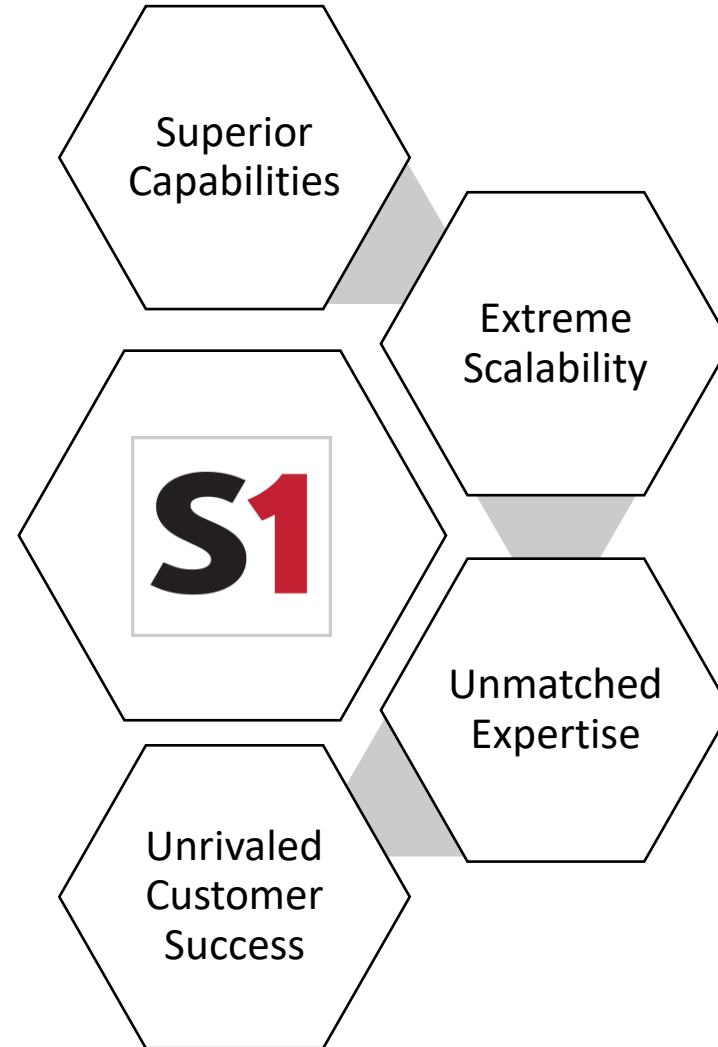 Superior
Capabilities
Extreme
Scalability
S1
Unmatched
Expertise
Unrivaled
Customer
Success